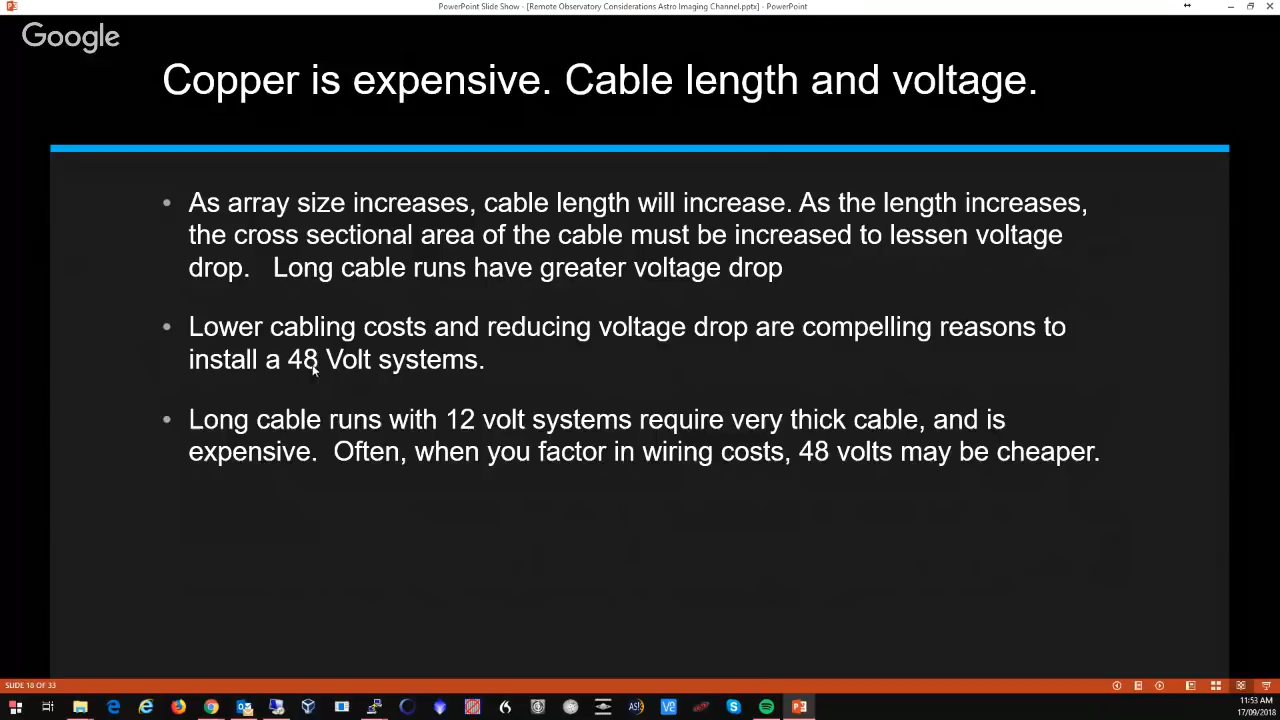 PowerPoint Slide Show - [Remote Observatory Considerations Astro Imaging Channel.pptx] - PowerPoint
Google
Copper is expensive. Cable length and voltage.
• As array size increases, cable length will increase. As the length increases,
the cross sectional area of the cable must be increased to lessen voltage
drop.   Long cable runs have greater voltage drop
• Lower cabling costs and reducing voltage drop are compelling reasons to
install a 48 Volt systems.
• Long cable runs with 12 volt systems require very thick cable, and is
expensive.  Often, when you factor in wiring costs, 48 volts may be cheaper.
SLIDE 18 OF 33
11:53 AM
17/09/2018